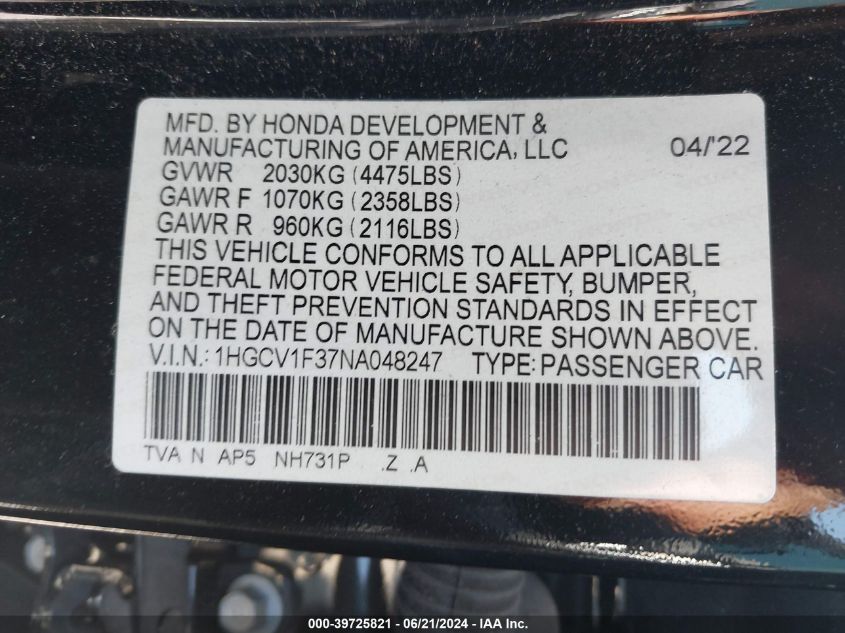 MFD. BY HONDA DEVELOPMENT &
MANUFACTURING OF AMERICA, LLC 04/'22
GVWR 2030KG (4475LBS)
GAWR F 1070KG (2358LBS)
GAWR R 960KG (2116LBS)
THIS VEHICLE CONFORMS TO ALL APPLICABLE
FEDERAL MOTOR VEHICLE SAFETY, BUMPER,
AND THEFT PREVENTION STANDARDS IN EFFECT
ON THE DATE OF MANUFACTURE SHOWN ABOVE.
V.I.N.: 1HGCV1F37NA048247 TYPE: PASSENGER CAR
TVA N AP5 NH731P .Z .A
000-39725821 - 06/21/2024 - IAA Inc.